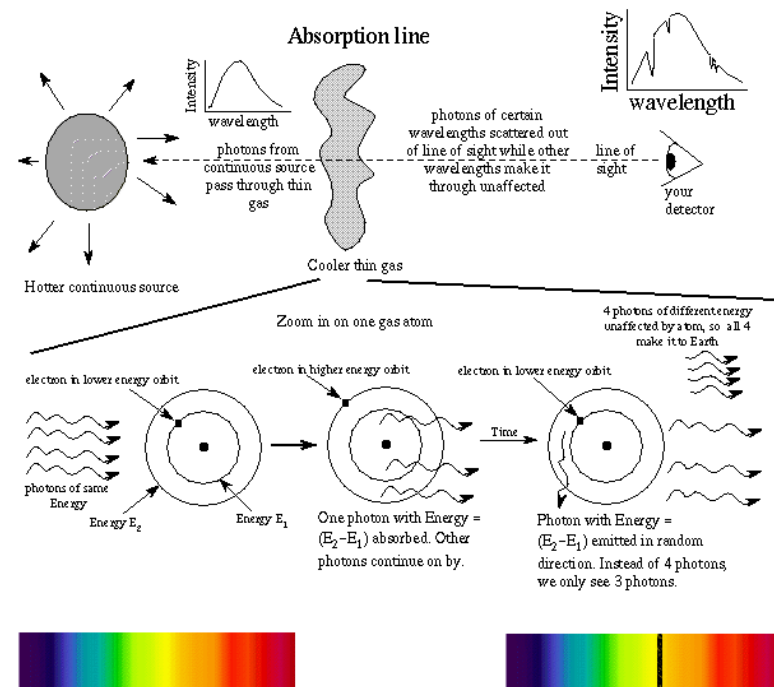 Absorption line
Intensity
wavelength
Intensity
wavelength
photons from
continuous source
pass through thin
gas
photons of certain
wavelengths scattered out
of line of sight while other
wavelengths make it
through unaffected
line of
sight
your
detector
Hotter continuous source
Cooler thin gas
Zoom in on one gas atom
4 photons of different energy
unaffected by atom, so all 4
make it to Earth
electron in lower energy orbit
electron in higher energy orbit
electron in lower energy orbit
Time
photons of same
Energy
Energy E₂
Energy E₁
One photon with Energy =
(E₂-E₁) absorbed. Other
photons continue on by.
Photon with Energy =
(E₂-E₁) emitted in random
direction. Instead of 4 photons,
we only see 3 photons.